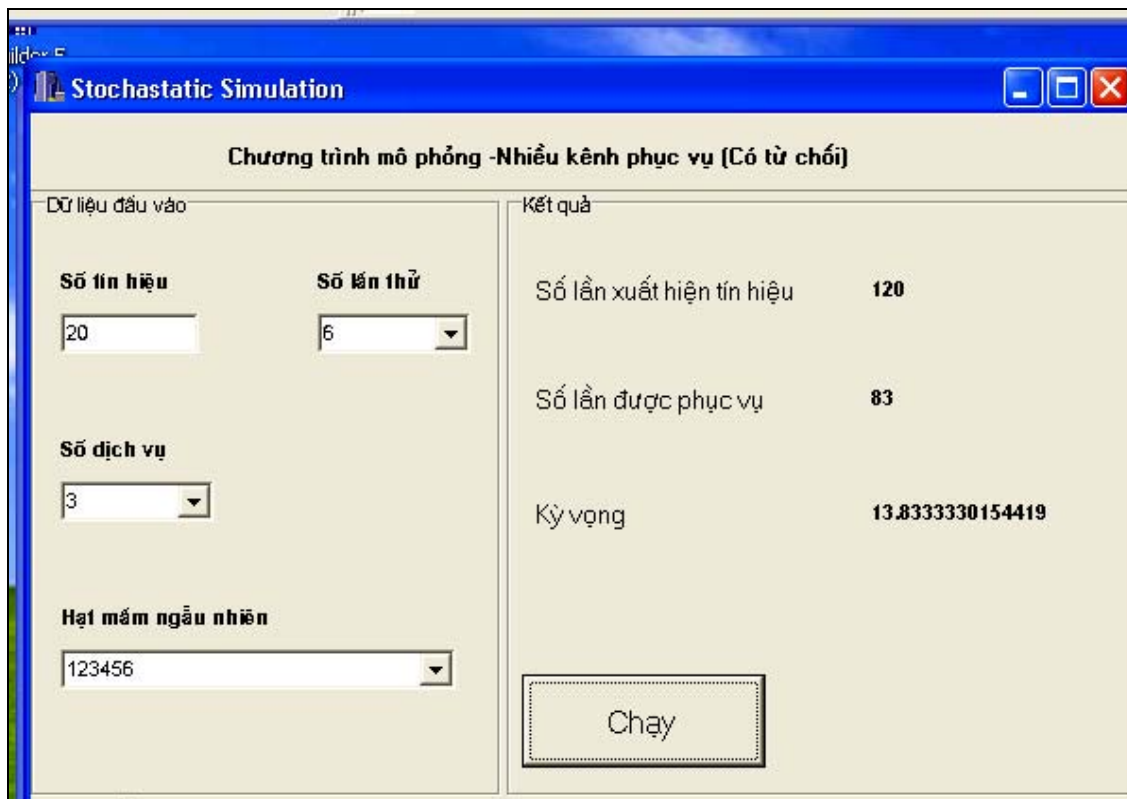 Stochastatic Simulation
Chương trình mô phỏng -Nhiều kênh phục vụ (Có từ chối)
Dữ liệu đầu vào
Số tín hiệu
Số lần thử
20
6
Số dịch vụ
3
Hạt mầm ngẫu nhiên
123456
Kết quả
Số lần xuất hiện tín hiệu
120
Số lần được phục vụ
83
Kỳ vọng
13.8333330154419
Chạy